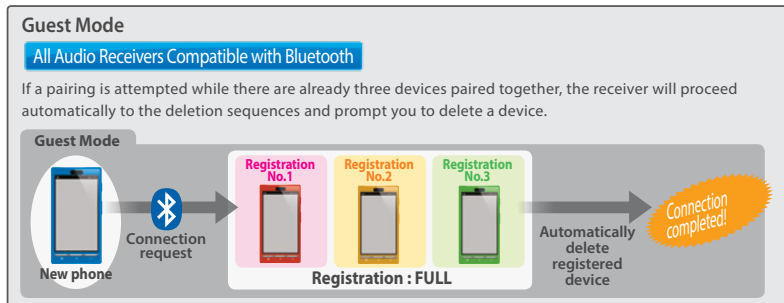 Guest Mode
All Audio Receivers Compatible with Bluetooth
If a pairing is attempted while there are already three devices paired together, the receiver will proceed
automatically to the deletion sequences and prompt you to delete a device.
Guest Mode
New phone
Connection
request
Registration
No.1
Registration
No.2
Registration
No.3
Registration : FULL
Automatically
delete
registered
device
Connection
completed!